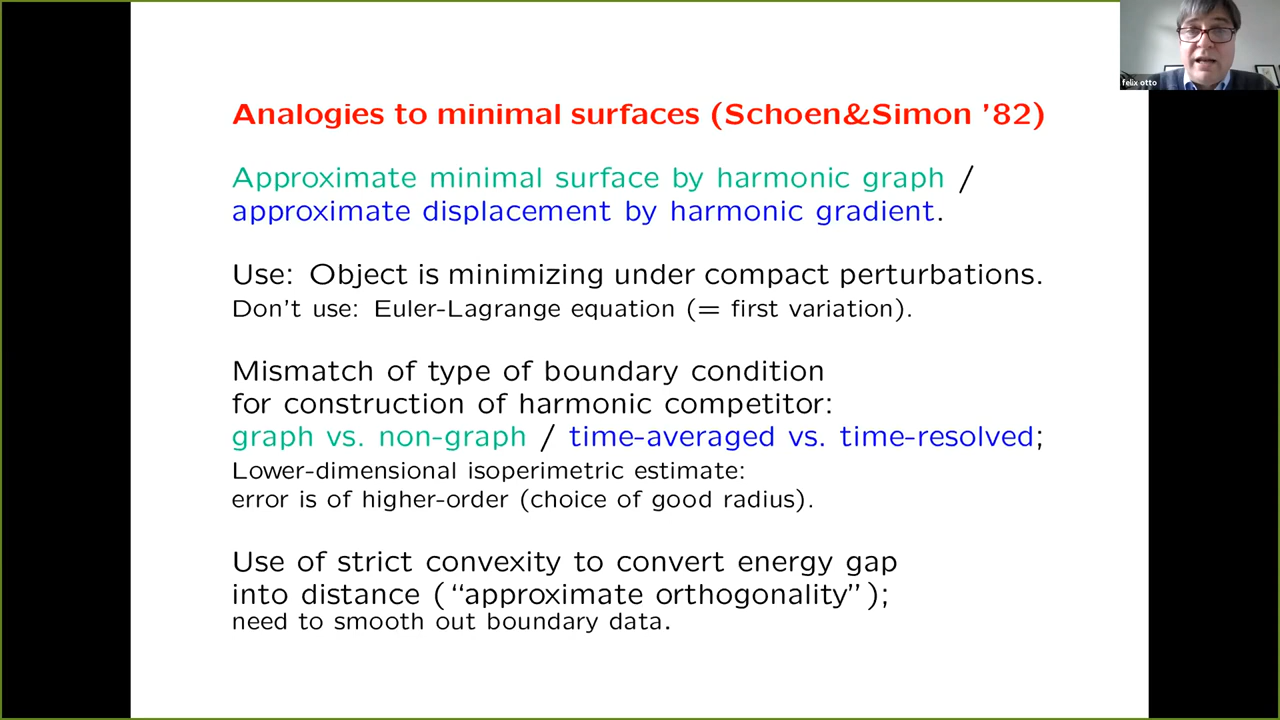 felix otto
Analogies to minimal surfaces (Schoen&Simon ’82)
Approximate minimal surface by harmonic graph /
approximate displacement by harmonic gradient.
Use: Object is minimizing under compact perturbations.
Don’t use: Euler-Lagrange equation (= first variation).
Mismatch of type of boundary condition
for construction of harmonic competitor:
graph vs. non-graph / time-averaged vs. time-resolved;
Lower-dimensional isoperimetric estimate:
error is of higher-order (choice of good radius).
Use of strict convexity to convert energy gap
into distance (“approximate orthogonality”);
need to smooth out boundary data.